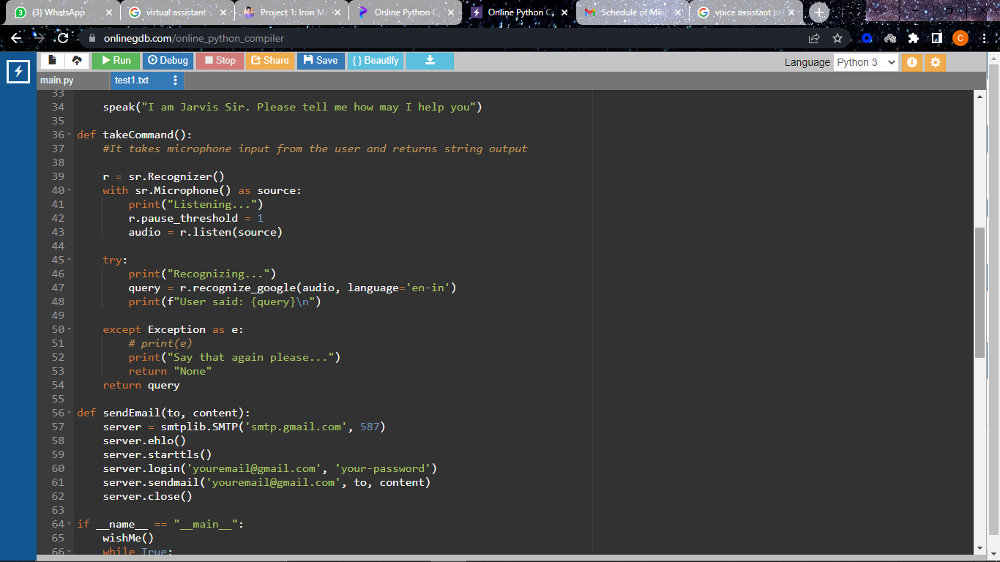 (3) WhatsApp
virtual assistant
Project 1: Iron Ma
Online Python C
Online Python C
Schedule of Min
voice assistant a
onlinegdb.com/online_python_compiler
C
Run
Debug
Stop
Share
Save
{ } Beautify
Language
Python 3
main.py
test1.txt
33
34 speak("I am Jarvis Sir. Please tell me how may I help you")
35
36 def takeCommand():
37 #It takes microphone input from the user and returns string output
38
39 r = sr.Recognizer()
40 with sr.Microphone() as source:
41 print("Listening...")
42 r.pause_threshold = 1
43 audio = r.listen(source)
44
45 try:
46 print("Recognizing...")
47 query = r.recognize_google(audio, language='en-in')
48 print(f"User said: {query}\n")
49
50 except Exception as e:
51 # print(e)
52 print("Say that again please...")
53 return "None"
54 return query
55
56 def sendEmail(to, content):
57 server = smtplib.SMTP('smtp.gmail.com', 587)
58 server.ehlo()
59 server.starttls()
60 server.login('youremail@gmail.com', 'your-password')
61 server.sendmail('youremail@gmail.com', to, content)
62 server.close()
63
64 if __name__ == "__main__":
65 wishMe()
66 while True: